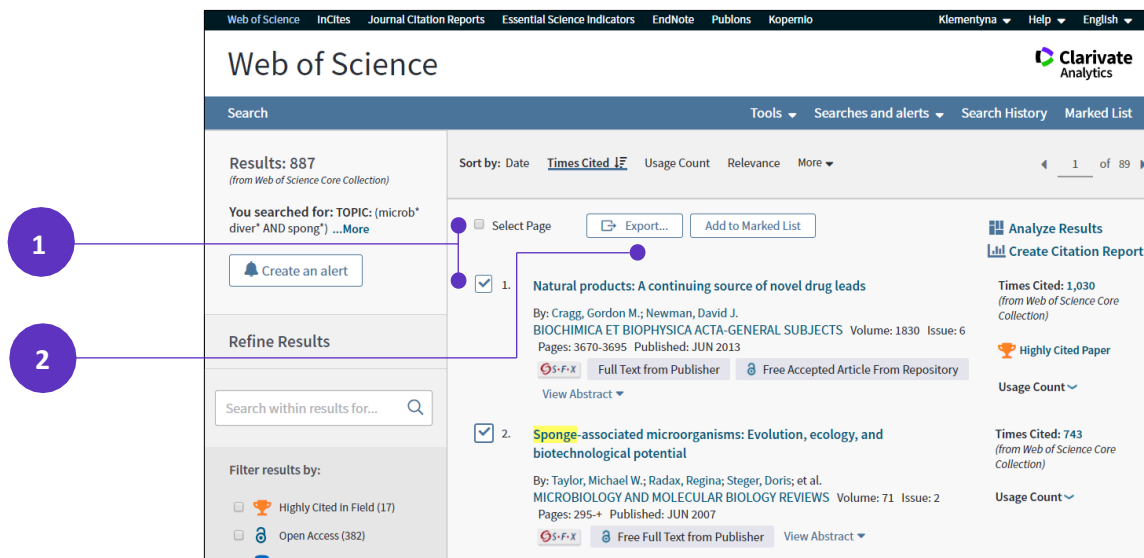 Web of Science InCites Journal Citation Reports Essential Science Indicators EndNote Publons Kopernio Klementyna Help English
Web of Science
Clarivate
Analytics
Search Tools Searches and alerts Search History Marked List
Results: 887
(from Web of Science Core Collection)
You searched for: TOPIC: (microb*
diver* AND spong*) ...More
Create an alert
Sort by: Date Times Cited Usage Count Relevance More 1 of 89
1
2
Select Page Export... Add to Marked List
Analyze Results
Create Citation Report
1. Natural products: A continuing source of novel drug leads
By: Cragg, Gordon M.; Newman, David J.
BIOCHIMICA ET BIOPHYSICA ACTA-GENERAL SUBJECTS Volume: 1830 Issue: 6
Pages: 3670-3695 Published: JUN 2013
S·F·X Full Text from Publisher Free Accepted Article From Repository
View Abstract
Times Cited: 1,030
(from Web of Science Core
Collection)
Highly Cited Paper
Usage Count
Refine Results
Search within results for...
Filter results by:
Highly Cited in Field (17)
Open Access (382)
2. Sponge-associated microorganisms: Evolution, ecology, and
biotechnological potential
By: Taylor, Michael W.; Radax, Regina; Steger, Doris; et al.
MICROBIOLOGY AND MOLECULAR BIOLOGY REVIEWS Volume: 71 Issue: 2
Pages: 295-+ Published: JUN 2007
S·F·X Free Full Text from Publisher View Abstract
Times Cited: 743
(from Web of Science Core
Collection)
Usage Count